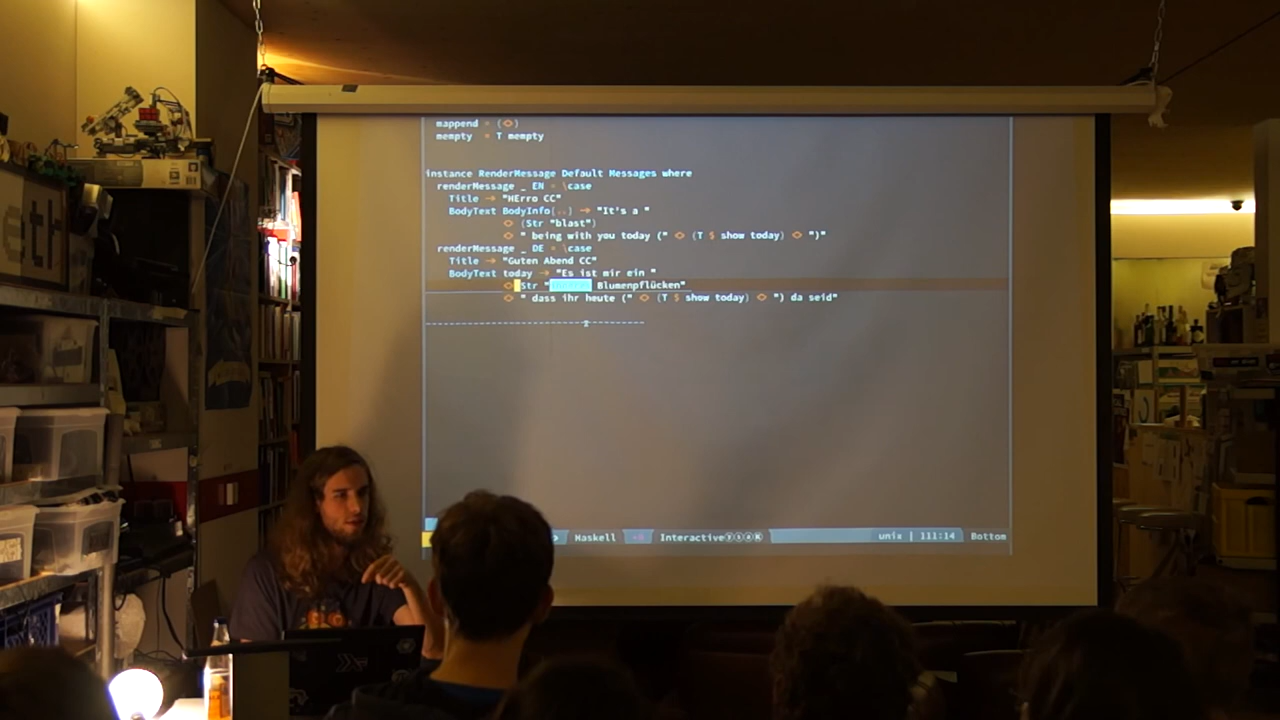 mappend = (<>)
mempty = T mempty
instance RenderMessage Default Messages where
renderMessage _ EN = \case
Title -> "HErro CC"
BodyText BodyInfo{..} -> "It's a "
<> (Str "blast")
<> " being with you today (" <> (T $ show today) <> ")"
renderMessage _ DE = \case
Title -> "Guten Abend CC"
BodyText today -> "Es ist mir ein "
<> Str " Blumenpflücken"
<> " dass ihr heute (" <> (T $ show today) <> ") da seid"
--------------------------------------
Haskell Interactive unix | 111:14 Bottom